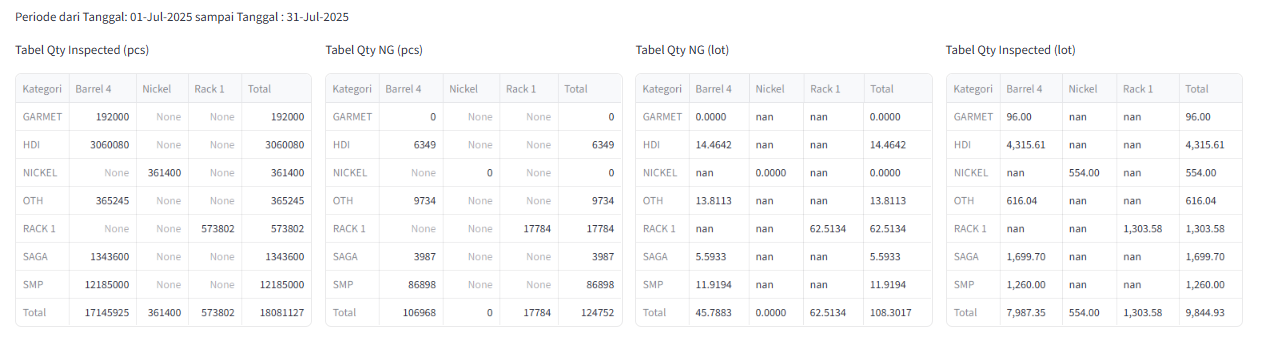 Periode dari Tanggal: 01-Jul-2025 sampai Tanggal : 31-Jul-2025
Tabel Qty Inspected (pcs)
Kategori Barrel 4 Nickel Rack 1 Total
GARMET 192000 None None 192000
HDI 3060080 None None 3060080
NICKEL None 361400 None 361400
OTH 365245 None None 365245
RACK 1 None None 573802 573802
SAGA 1343600 None None 1343600
SMP 12185000 None None 12185000
Total 17145925 361400 573802 18081127
Tabel Qty NG (pcs)
Kategori Barrel 4 Nickel Rack 1 Total
GARMET 0 None None 0
HDI 6349 None None 6349
NICKEL None 0 None 0
OTH 9734 None None 9734
RACK 1 None None 17784 17784
SAGA 3987 None None 3987
SMP 86898 None None 86898
Total 106968 0 17784 124752
Tabel Qty NG (lot)
Kategori Barrel 4 Nickel Rack 1 Total
GARMET 0.0000 nan nan 0.0000
HDI 14.4642 nan nan 14.4642
NICKEL nan 0.0000 nan 0.0000
OTH 13.8113 nan nan 13.8113
RACK 1 nan nan 62.5134 62.5134
SAGA 5.5933 nan nan 5.5933
SMP 11.9194 nan nan 11.9194
Total 45.7883 0.0000 62.5134 108.3017
Tabel Qty Inspected (lot)
Kategori Barrel 4 Nickel Rack 1 Total
GARMET 96.00 nan nan 96.00
HDI 4,315.61 nan nan 4,315.61
NICKEL nan 554.00 nan 554.00
OTH 616.04 nan nan 616.04
RACK 1 nan nan 1,303.58 1,303.58
SAGA 1,699.70 nan nan 1,699.70
SMP 1,260.00 nan nan 1,260.00
Total 7,987.35 554.00 1,303.58 9,844.93